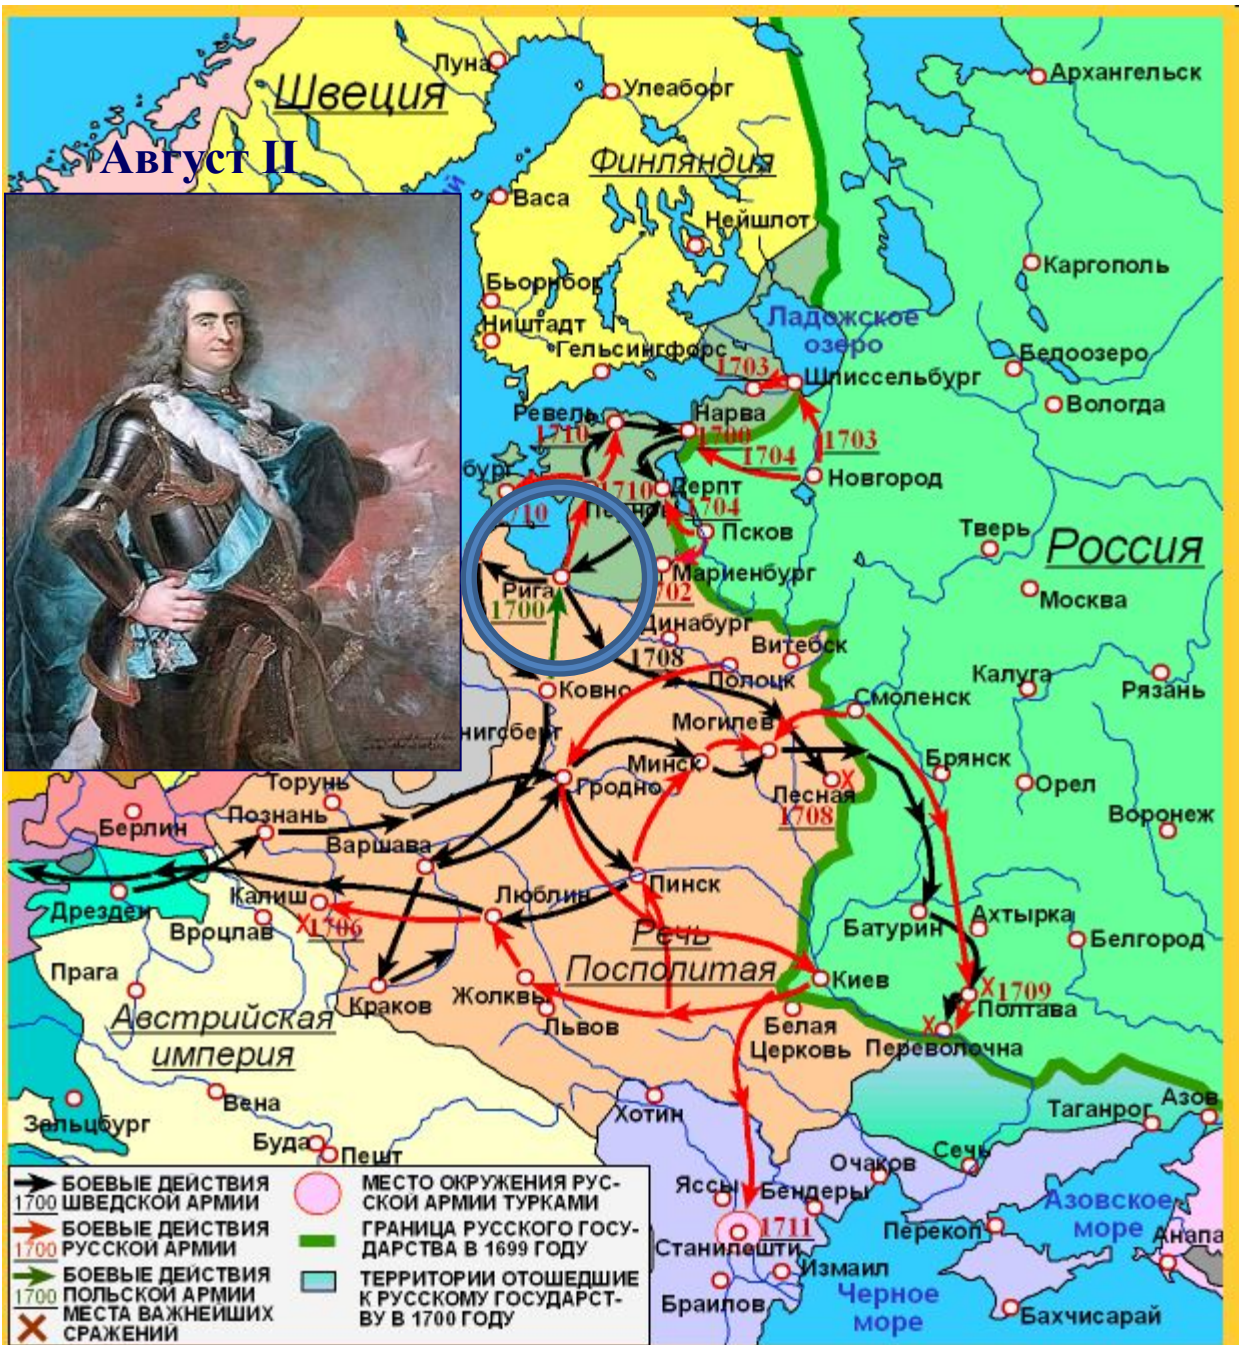 Луна
Швеция
Улеаборг
Архангельск
Август II
Финляндия
Васа
Нейшлот
Каргополь
Бьорнборг
Ладожское
озеро
Ништадт
Гельсингфорс
1703
Шлиссельбург
Белоозеро
Вологда
Ревель
1710
Нарва
1700
1704
1703
Новгород
бург
1710
1710
Дерпт
1704
Псков
Тверь
Россия
Мариенбург
1702
Рига
1700
Москва
Динабург
1708
Витебск
Полоцк
Калуга
Рязань
Ковно
Смоленск
нигсберг
Могилев
Минск
Брянск
Гродно
Лесная
1708
Орел
Воронеж
Торунь
Познань
Берлин
Варшава
Калиш
Люблин
Пинск
Дрезден
1706
Вроцлав
Батурин
Ахтырка
Белгород
Речь
Посполитая
Прага
Краков
Жолквы
Киев
Львов
1709
Полтава
Австрийская
империя
Белая
Церковь
Переволочна
Зальцбург
Вена
Хотин
Таганрог
Азов
Буда
Пешт
Сечь
Очаков
Яссы
Бендеры
Азовское
море
1711
Станилешти
Перекоп
Анапа
Измаил
Браилов
Черное
море
Бахчисарай
1700 БОЕВЫЕ ДЕЙСТВИЯ
ШВЕДСКОЙ АРМИИ
1700 БОЕВЫЕ ДЕЙСТВИЯ
РУССКОЙ АРМИИ
1700 БОЕВЫЕ ДЕЙСТВИЯ
ПОЛЬСКОЙ АРМИИ
МЕСТА ВАЖНЕЙШИХ
СРАЖЕНИЙ
МЕСТО ОКРУЖЕНИЯ РУС-
СКОЙ АРМИИ ТУРКАМИ
ГРАНИЦА РУССКОГО ГОСУ-
ДАРСТВА В 1699 ГОДУ
ТЕРРИТОРИИ ОТОШЕДШИЕ
К РУССКОМУ ГОСУДАРСТ-
ВУ В 1700 ГОДУ